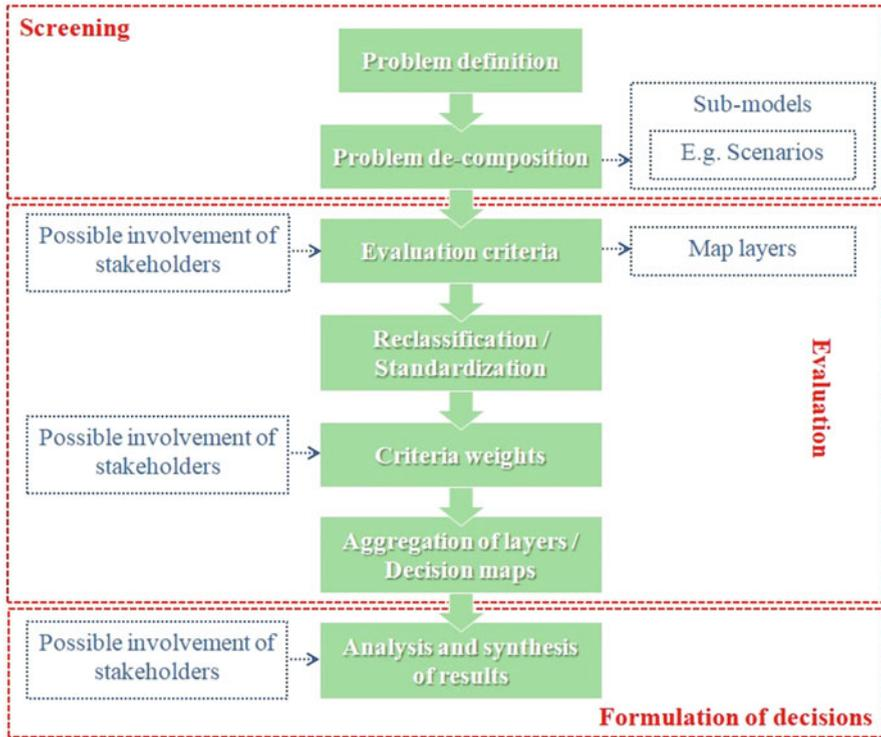 Screening
Problem definition
Sub-models
Problem de-composition
E.g. Scenarios
Possible involvement of
stakeholders
Evaluation criteria
Map layers
Reclassification /
Standardization
Evaluation
Possible involvement of
stakeholders
Criteria weights
Aggregation of layers /
Decision maps
Possible involvement of
stakeholders
Analysis and synthesis
of results
Formulation of decisions